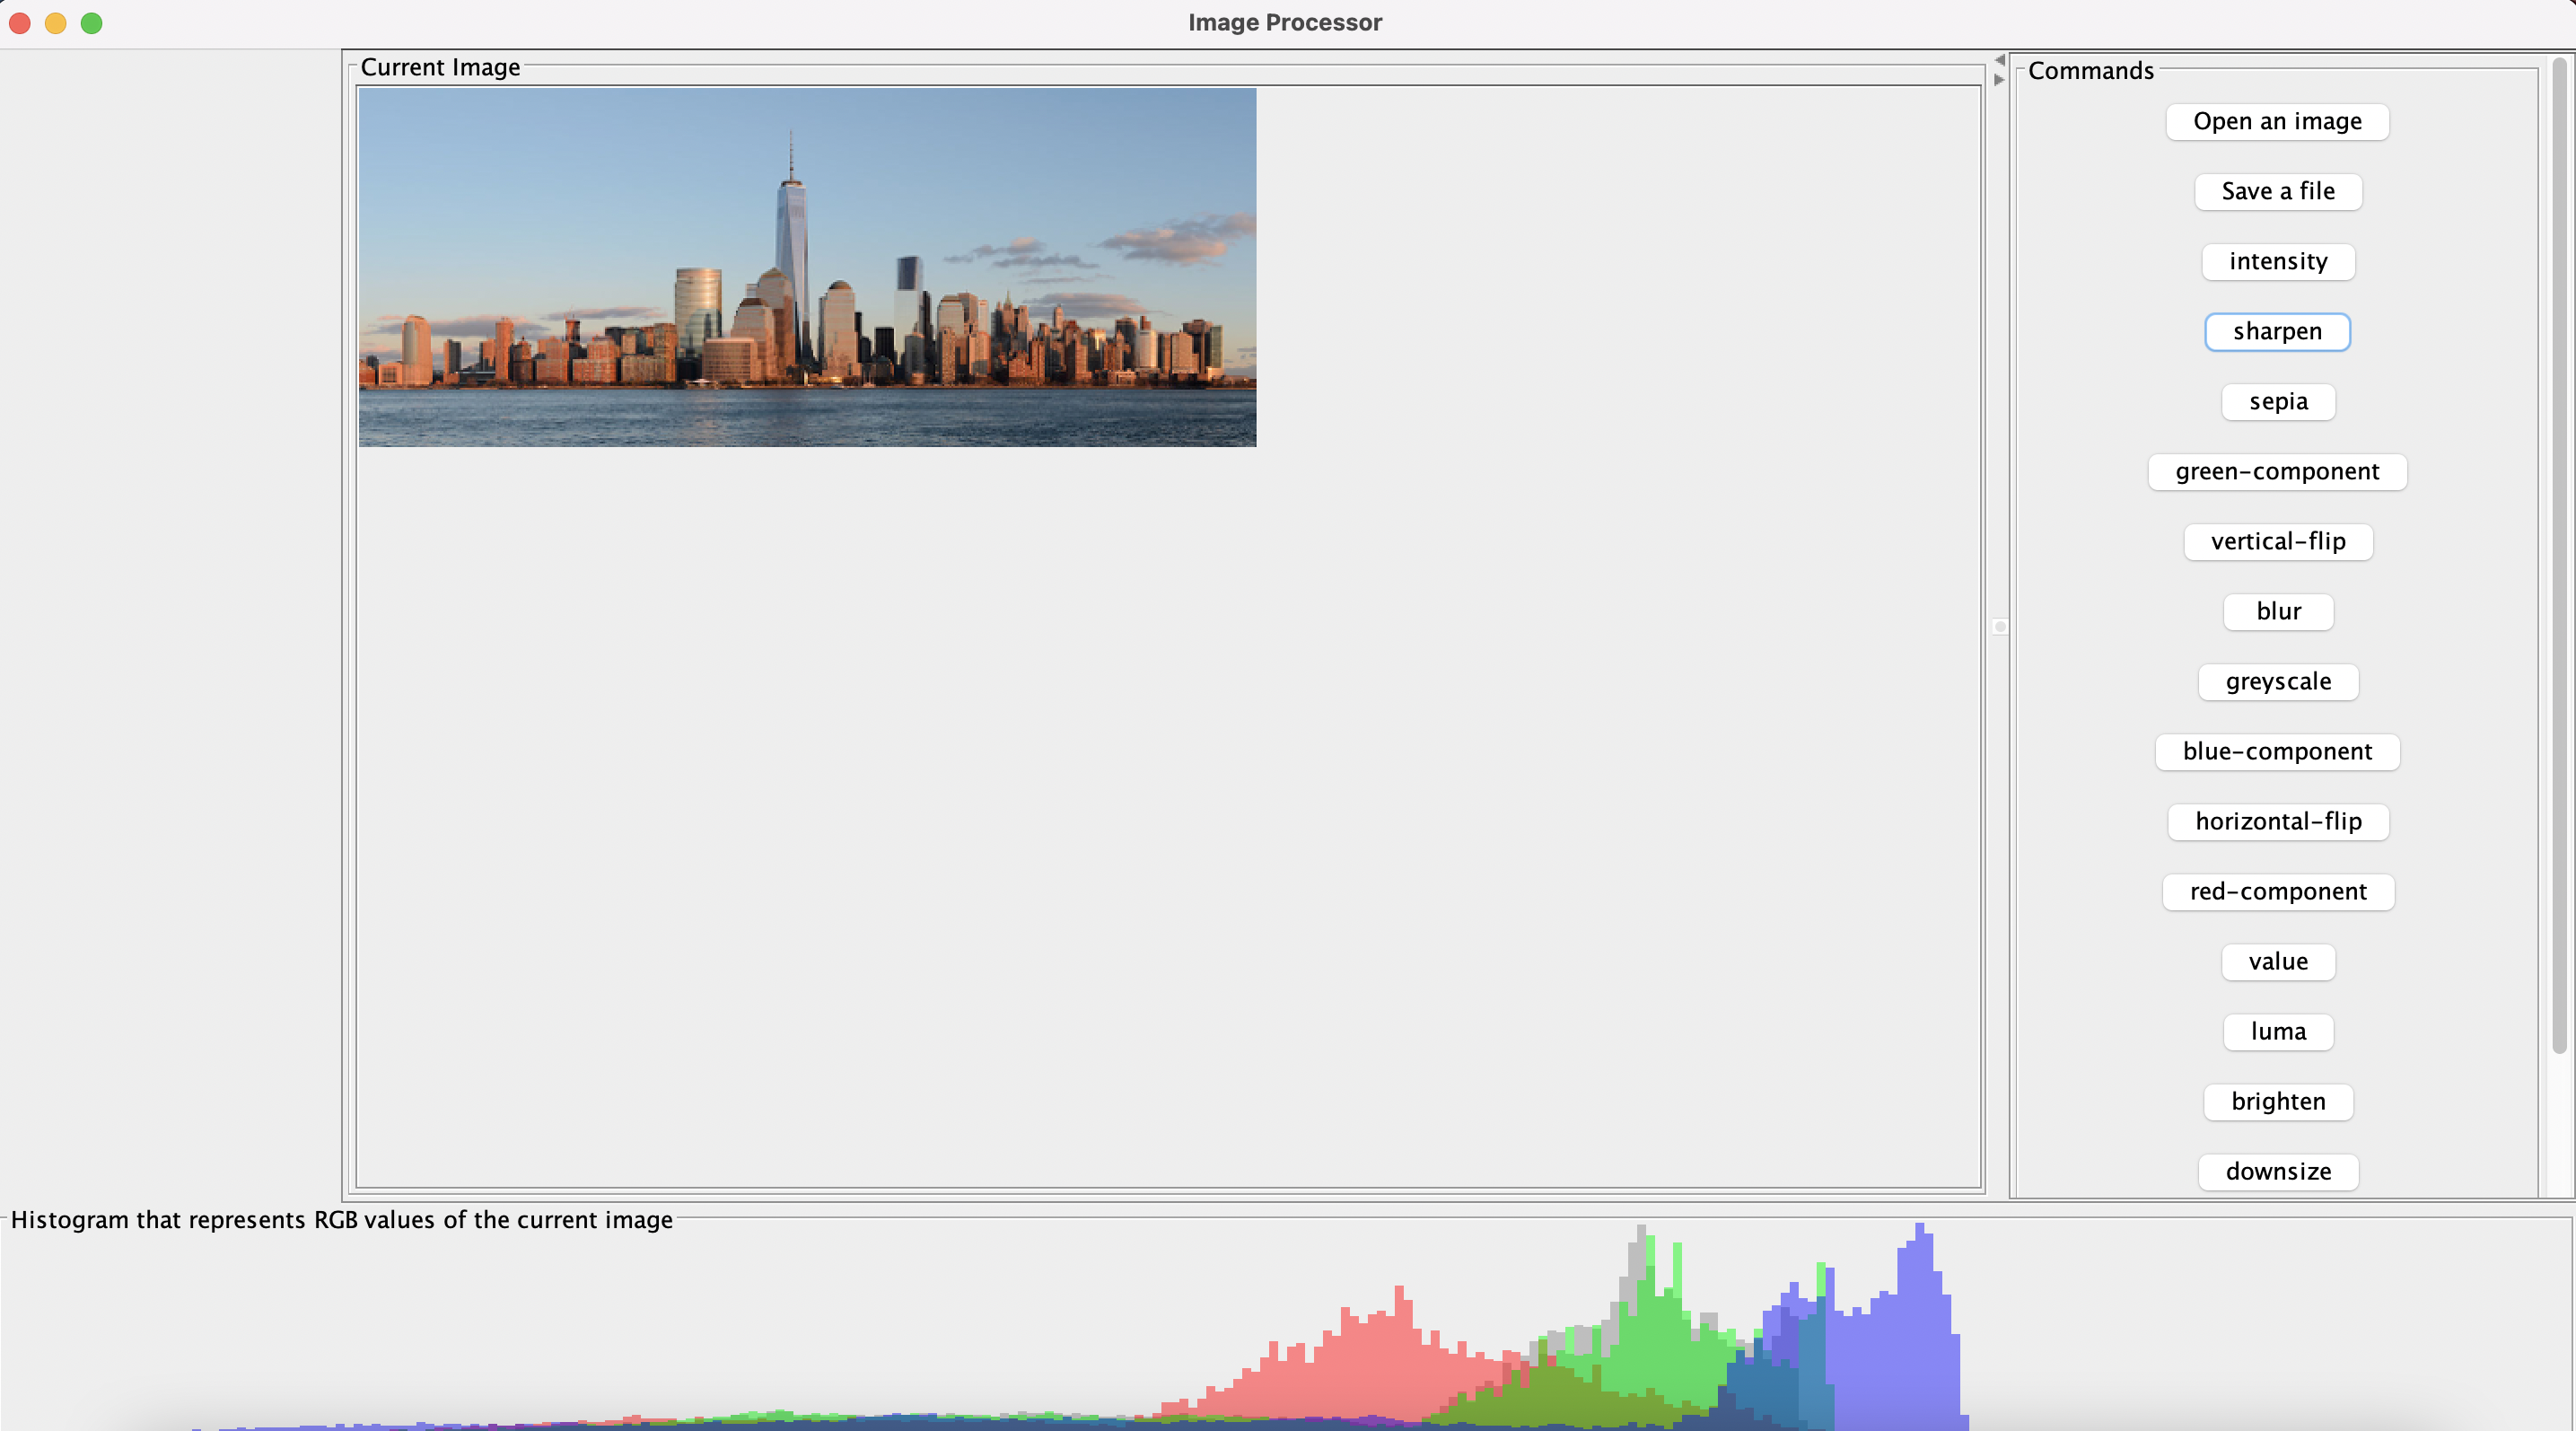 Image Processor
Current Image
Commands
Open an image
Save a file
intensity
sharpen
sepia
green-component
vertical-flip
blur
greyscale
blue-component
horizontal-flip
red-component
value
luma
brighten
downsize
Histogram that represents RGB values of the current image